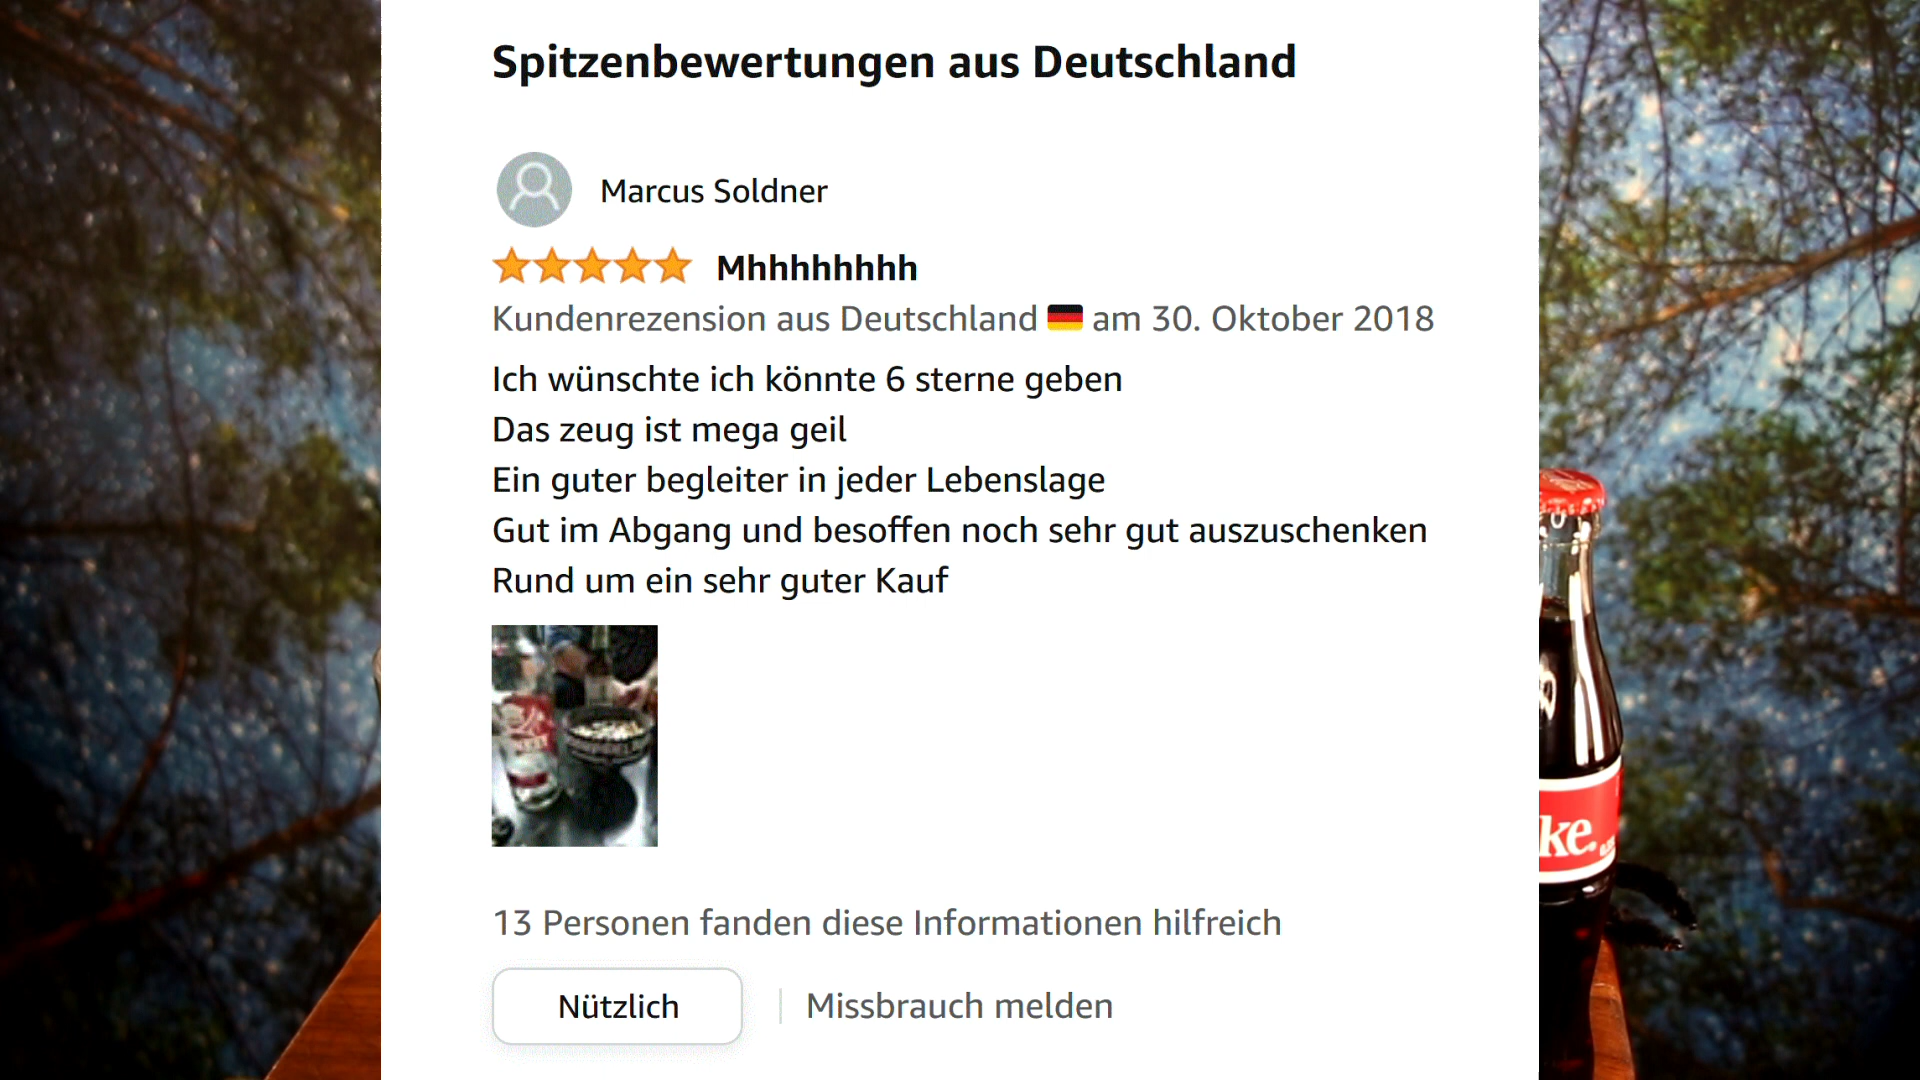 Spitzenbewertungen aus Deutschland
Marcus Soldner
Mhhhhhhhh
Kundenrezension aus Deutschland am 30. Oktober 2018
Ich wünschte ich könnte 6 sterne geben
Das zeug ist mega geil
Ein guter begleiter in jeder Lebenslage
Gut im Abgang und besoffen noch sehr gut auszuschenken
Rund um ein sehr guter Kauf
13 Personen fanden diese Informationen hilfreich
Nützlich
Missbrauch melden
ke.